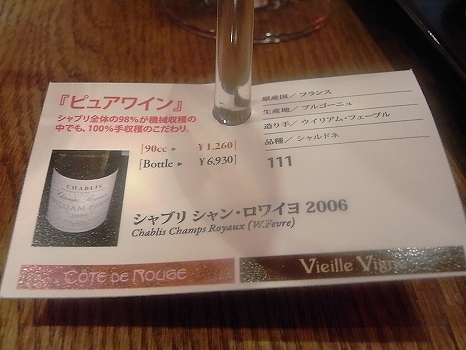 『ピュアワイン』
シャブリ全体の98%が機械収穫の
中でも、100%手収穫のこだわり。
[90cc ► ￥1,260]
[Bottle ► ￥6,930]
原産国／フランス
生産地／ブルゴーニュ
造り手／ウイリアム・フェーブル
品種／シャルドネ
111
CHABLIS
Champs Royaux
2006
シャブリ シャン・ロワイヨ 2006
Chablis Champs Royaux (W.Fevre)
CÔTE DE ROUGE
Vieille Vigne